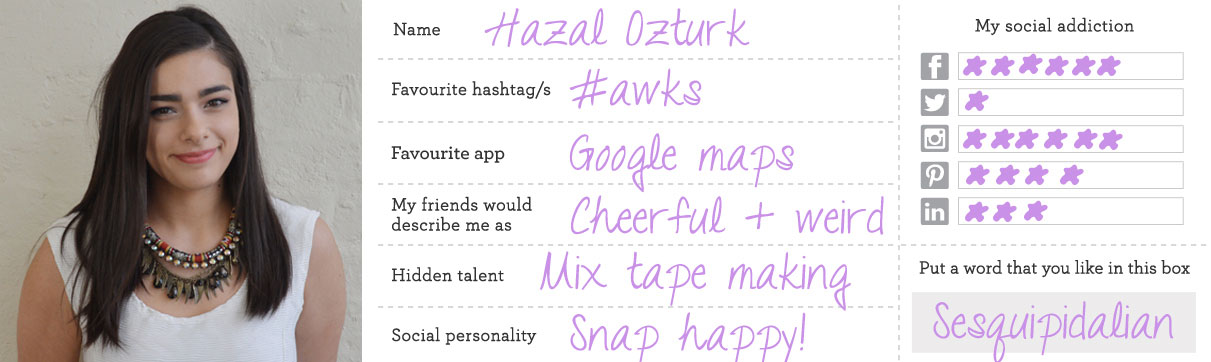 Name Hazal Ozturk
Favourite hashtag/s #awks
Favourite app Google maps
My friends would
describe me as Cheerful + weird
Hidden talent Mix tape making
Social personality Snap happy!
My social addiction
f
in
Put a word that you like in this box
Sesquipidalian